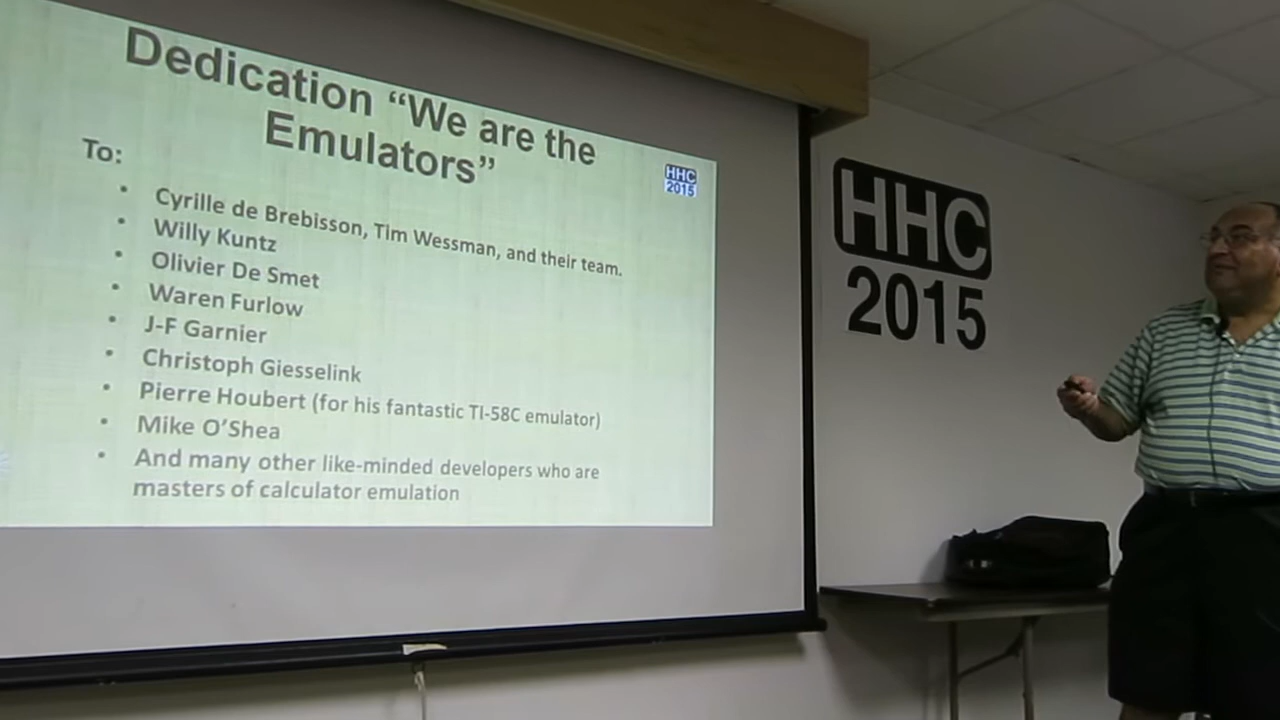 Dedication “We are the
Emulators”
To:
HHC
2015
• Cyrille de Brebisson, Tim Wessman, and their team.
• Willy Kuntz
• Olivier De Smet
• Waren Furlow
• J-F Garnier
• Christoph Giesselink
• Pierre Houbert (for his fantastic TI-58C emulator)
• Mike O’Shea
• And many other like-minded developers who are
masters of calculator emulation
HHC
2015